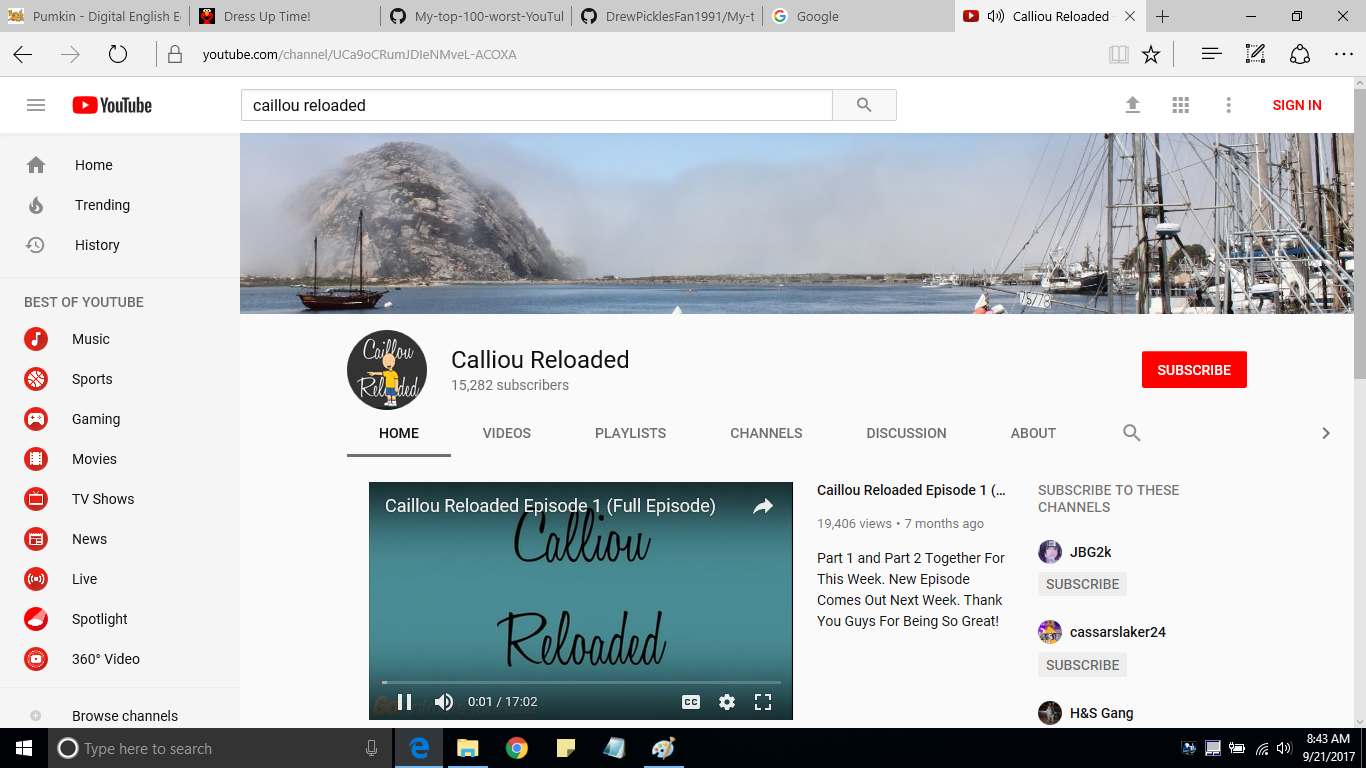 Pumkin - Digital English E
Dress Up Time!
My-top-100-worst-YouTul
DrewPicklesFan1991/My-t
Google
Calliou Reloaded
youtube.com/channel/UCa9oCRumJDIeNMveL-ACOXA
YouTube
caillou reloaded
SIGN IN
Home
Trending
History
BEST OF YOUTUBE
Music
Sports
Gaming
Movies
TV Shows
News
Live
Spotlight
360° Video
Browse channels
75778
Caillou
Reloaded
Calliou Reloaded
15,282 subscribers
SUBSCRIBE
HOME
VIDEOS
PLAYLISTS
CHANNELS
DISCUSSION
ABOUT
Caillou Reloaded Episode 1 (Full Episode)
Calliou
Reloaded
0:01 / 17:02
CC
Caillou Reloaded Episode 1 (...
19,406 views • 7 months ago
Part 1 and Part 2 Together For
This Week. New Episode
Comes Out Next Week. Thank
You Guys For Being So Great!
SUBSCRIBE TO THESE
CHANNELS
JBG2k
SUBSCRIBE
cassarslaker24
SUBSCRIBE
H&S Gang
Type here to search
8:43 AM
9/21/2017